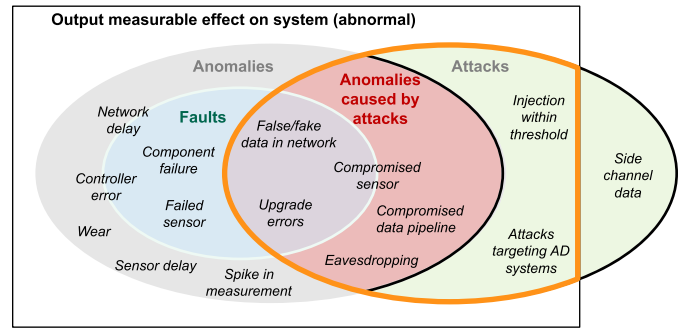 Output measurable effect on system (abnormal)
Anomalies
Attacks
Anomalies
caused by
attacks
Faults
Network
delay
False/fake
data in network
Injection
within
threshold
Component
failure
Compromised
sensor
Side
channel
data
Controller
error
Failed
sensor
Upgrade
errors
Compromised
data pipeline
Wear
Attacks
targeting AD
systems
Sensor delay
Eavesdropping
Spike in
measurement